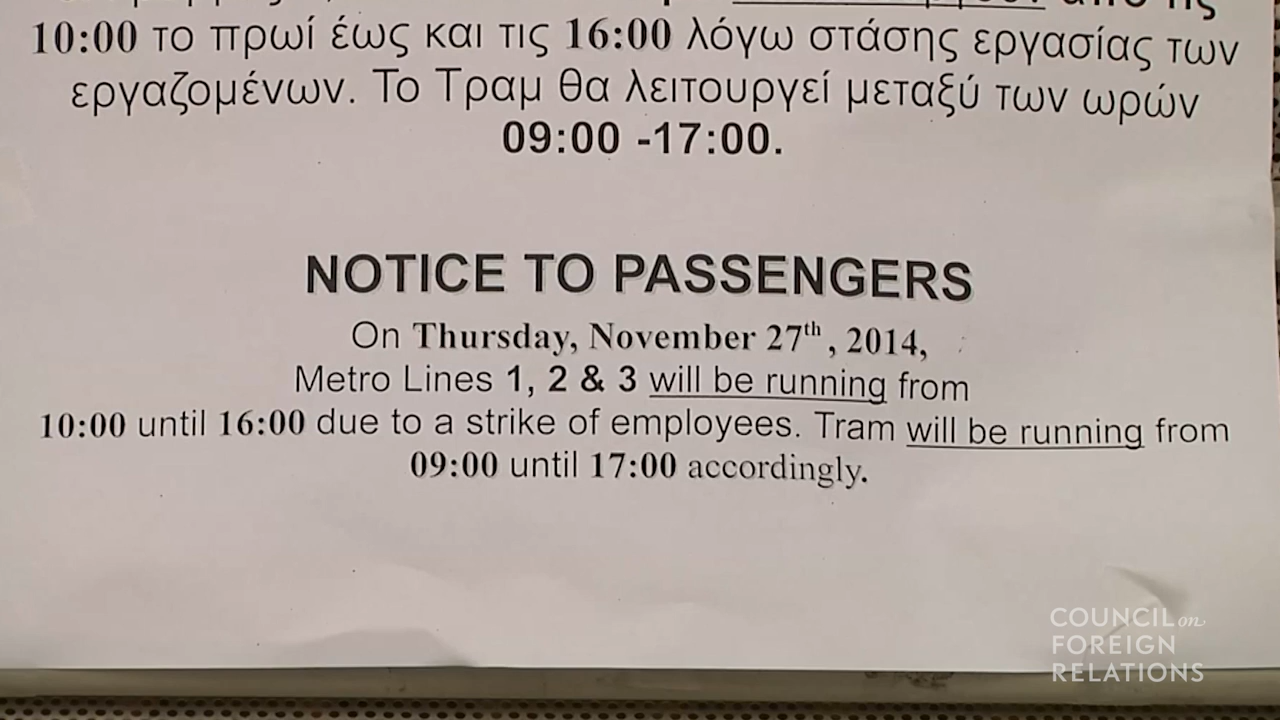 από τις
10:00 το πρωί έως και τις 16:00 λόγω στάσης εργασίας των
εργαζομένων. Το Τραμ θα λειτουργεί μεταξύ των ωρών
09:00 -17:00.
NOTICE TO PASSENGERS
On Thursday, November 27th , 2014,
Metro Lines 1, 2 & 3 will be running from
10:00 until 16:00 due to a strike of employees. Tram will be running from
09:00 until 17:00 accordingly.
COUNCIL on
FOREIGN
RELATIONS